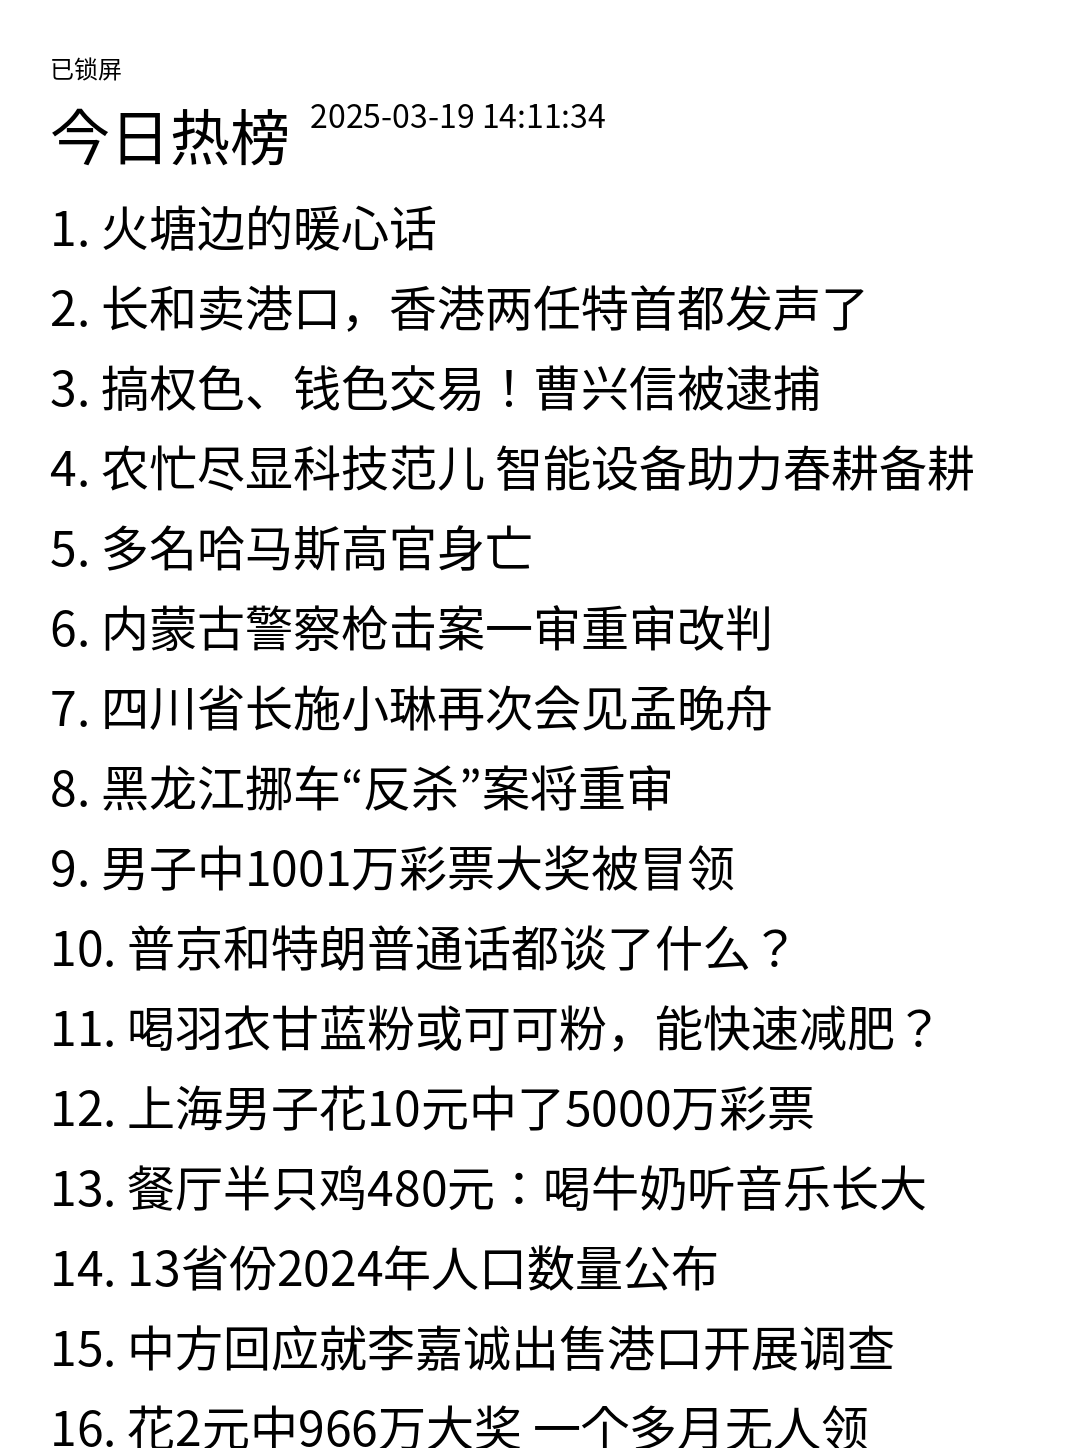 已锁屏
今日热榜 2025-03-19 14:11:34
1. 火塘边的暖心话
2. 长和卖港口，香港两任特首都发声了
3. 搞权色、钱色交易！曹兴信被逮捕
4. 农忙尽显科技范儿 智能设备助力春耕备耕
5. 多名哈马斯高官身亡
6. 内蒙古警察枪击案一审重审改判
7. 四川省长施小琳再次会见孟晚舟
8. 黑龙江挪车“反杀”案将重审
9. 男子中1001万彩票大奖被冒领
10. 普京和特朗普通话都谈了什么？
11. 喝羽衣甘蓝粉或可可粉，能快速减肥？
12. 上海男子花10元中了5000万彩票
13. 餐厅半只鸡480元：喝牛奶听音乐长大
14. 13省份2024年人口数量公布
15. 中方回应就李嘉诚出售港口开展调查
16. 花2元中966万大奖 一个多月无人领